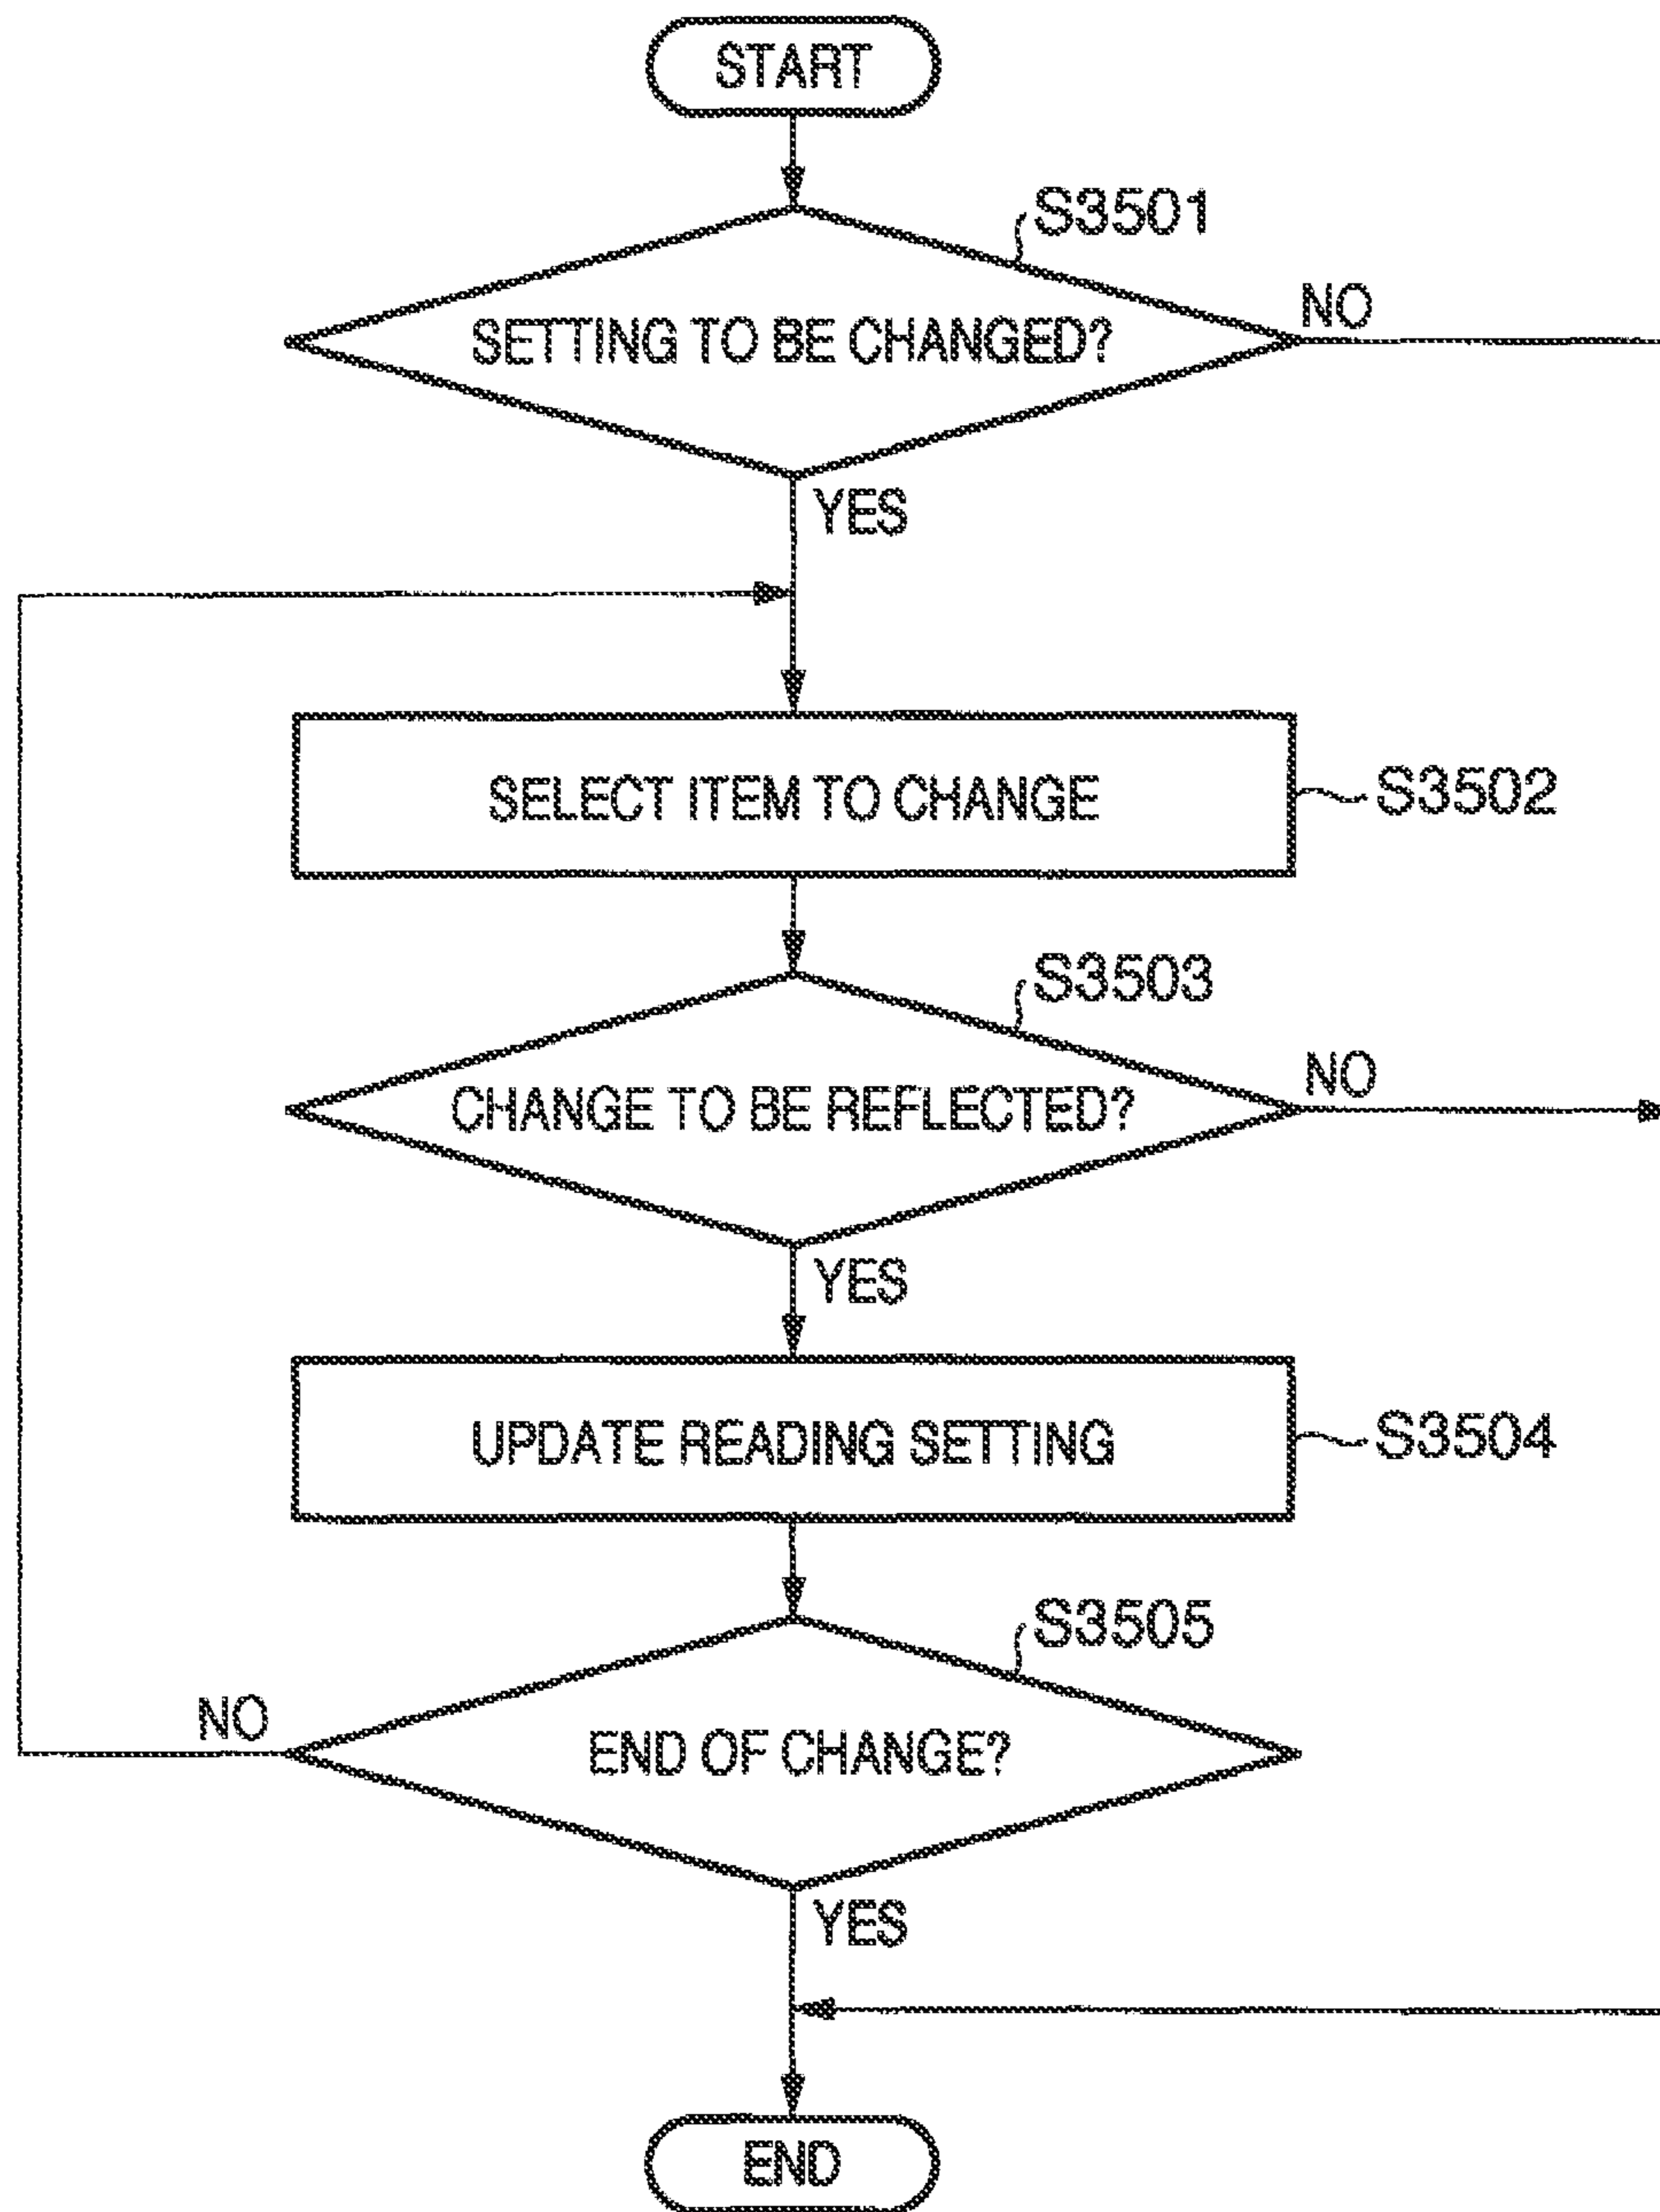 START
S3501
SETTING TO BE CHANGED?
NO
YES
SELECT ITEM TO CHANGE
S3502
S3503
CHANGE TO BE REFLECTED?
NO
YES
UPDATE READING SETTING
S3504
S3505
NO
END OF CHANGE?
YES
END